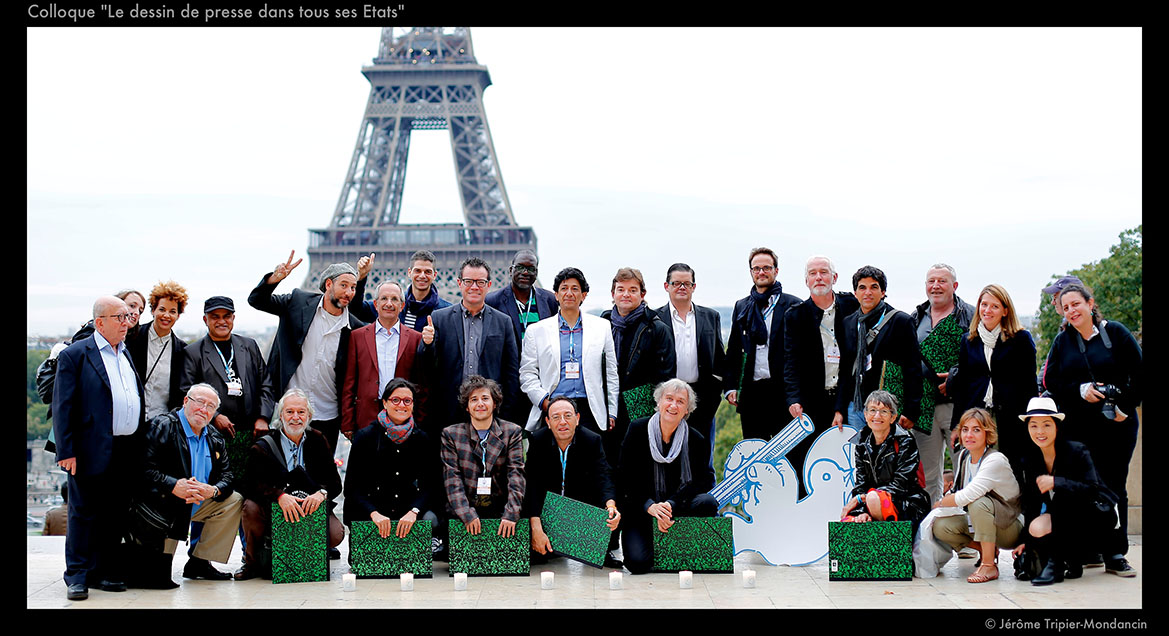 Colloque "Le dessin de presse dans tous ses Etats"
© Jérôme Tripier-Mondancin